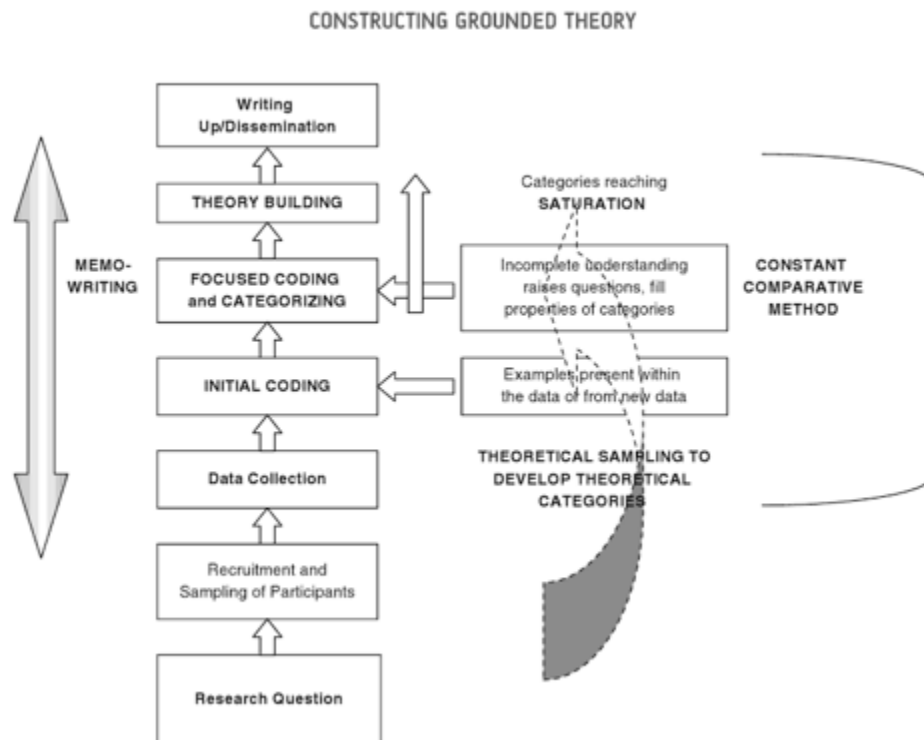 CONSTRUCTING GROUNDED THEORY
Writing
Up/Dissemination
THEORY BUILDING
FOCUSED CODING
and CATEGORIZING
INITIAL CODING
Data Collection
Recruitment and
Sampling of Participants
Research Question
MEMO-
WRITING
Categories reaching
SATURATION
Incomplete understanding
raises questions, fill
properties of categories
Examples present within
the data of from new data
THEORETICAL SAMPLING TO
DEVELOP THEORETICAL
CATEGORIES
CONSTANT
COMPARATIVE
METHOD